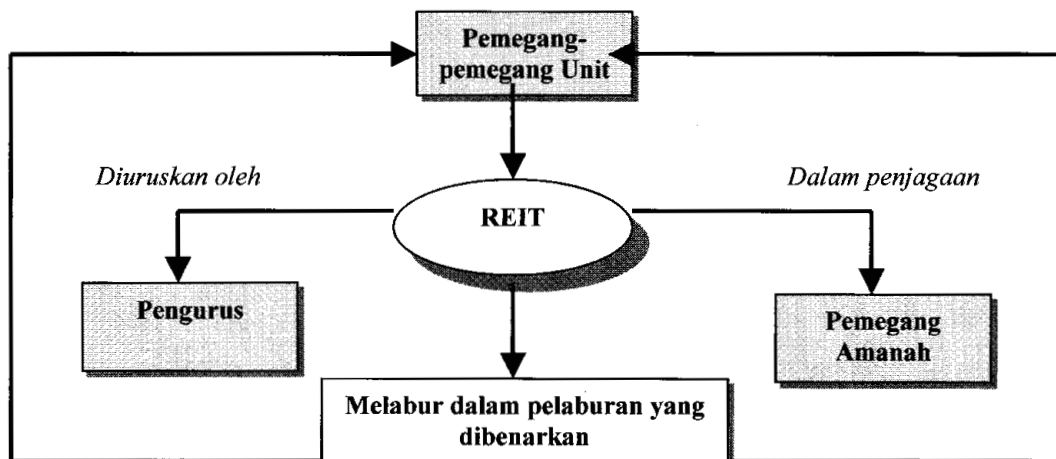 Pemegang-
pemegang Unit
Diuruskan oleh
Dalam penjagaan
REIT
Pengurus
Pemegang
Amanah
Melabur dalam pelaburan yang
dibenarkan